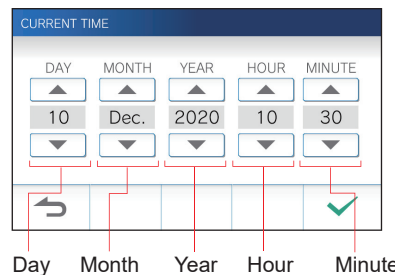 CURRENT TIME
DAY MONTH YEAR HOUR MINUTE
10 Dec. 2020 10 30
Day Month Year Hour Minute